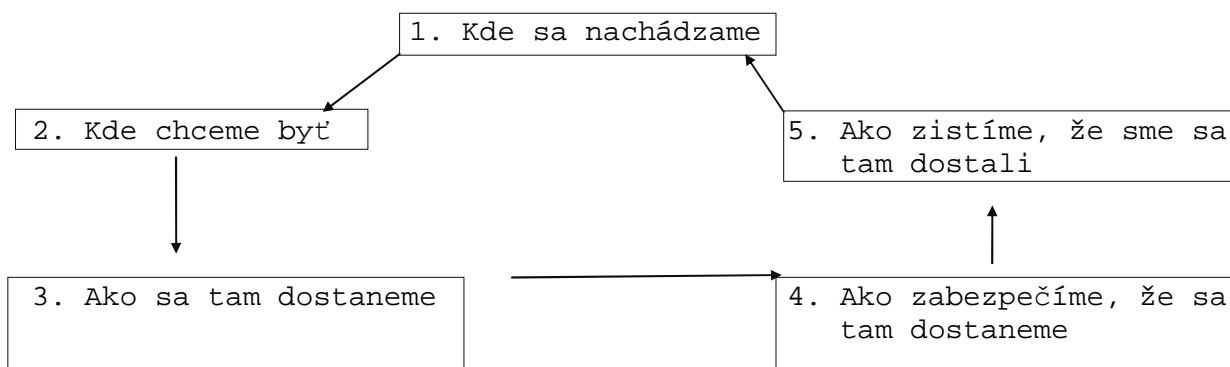 1. Kde sa nachádzame
2. Kde chceme byť
5. Ako zistíme, že sme sa
tam dostali
3. Ako sa tam dostaneme
4. Ako zabezpečíme, že sa
tam dostaneme